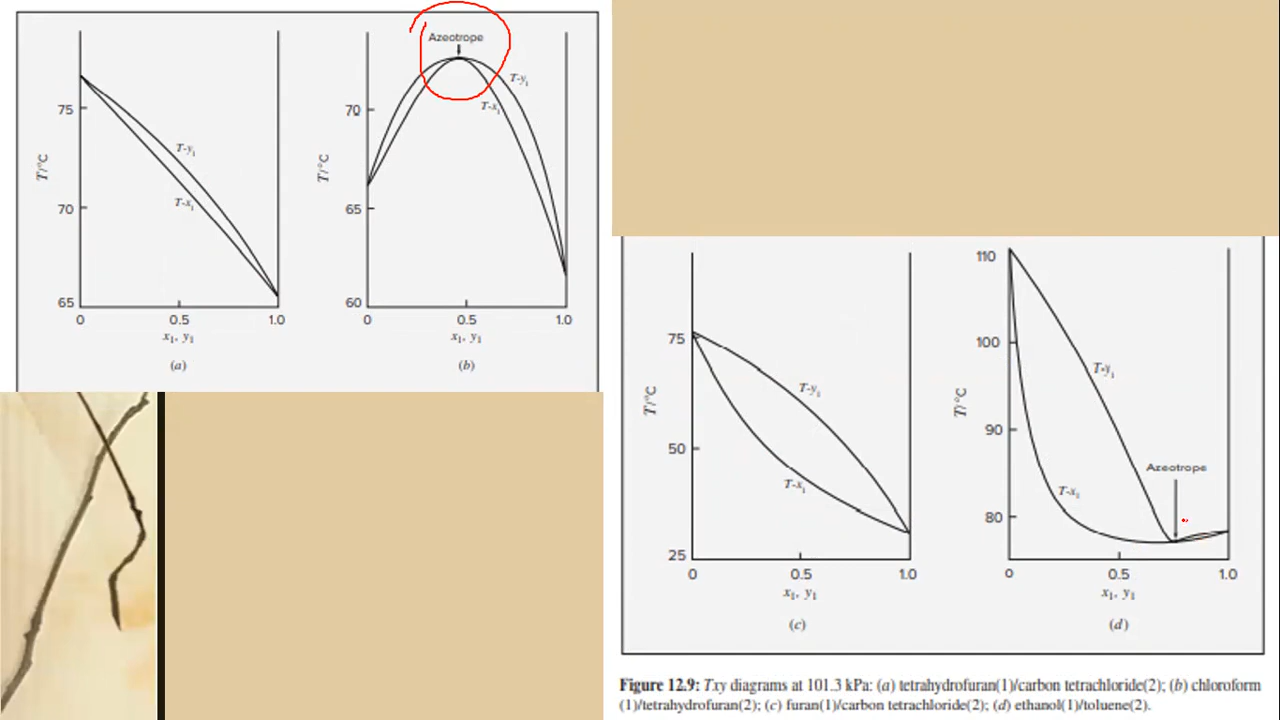 Azeotrope
T-y₁
T-x₁
75
70
65
T/°C
0 0.5 1.0
x₁, y₁
(a)
T-y₁
T-x₁
70
65
60
T/°C
0 0.5 1.0
x₁, y₁
(b)
75
50
25
T/°C
T-y₁
T-x₁
0 0.5 1.0
x₁, y₁
(c)
110
100
90
80
T/°C
T-y₁
T-x₁
Azeotrope
0 0.5 1.0
x₁, y₁
(d)
Figure 12.9: Txy diagrams at 101.3 kPa: (a) tetrahydrofuran(1)/carbon tetrachloride(2); (b) chloroform
(1)/tetrahydrofuran(2); (c) furan(1)/carbon tetrachloride(2); (d) ethanol(1)/toluene(2).